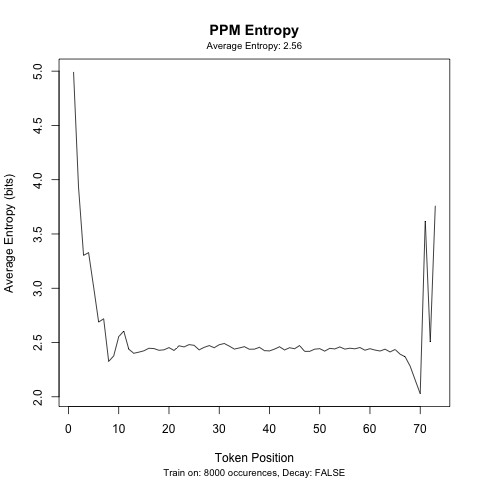 PPM Entropy
Average Entropy: 2.56
Average Entropy (bits)
5.0
4.5
4.0
3.5
3.0
2.5
2.0
0 10 20 30 40 50 60 70
Token Position
Train on: 8000 occurences, Decay: FALSE